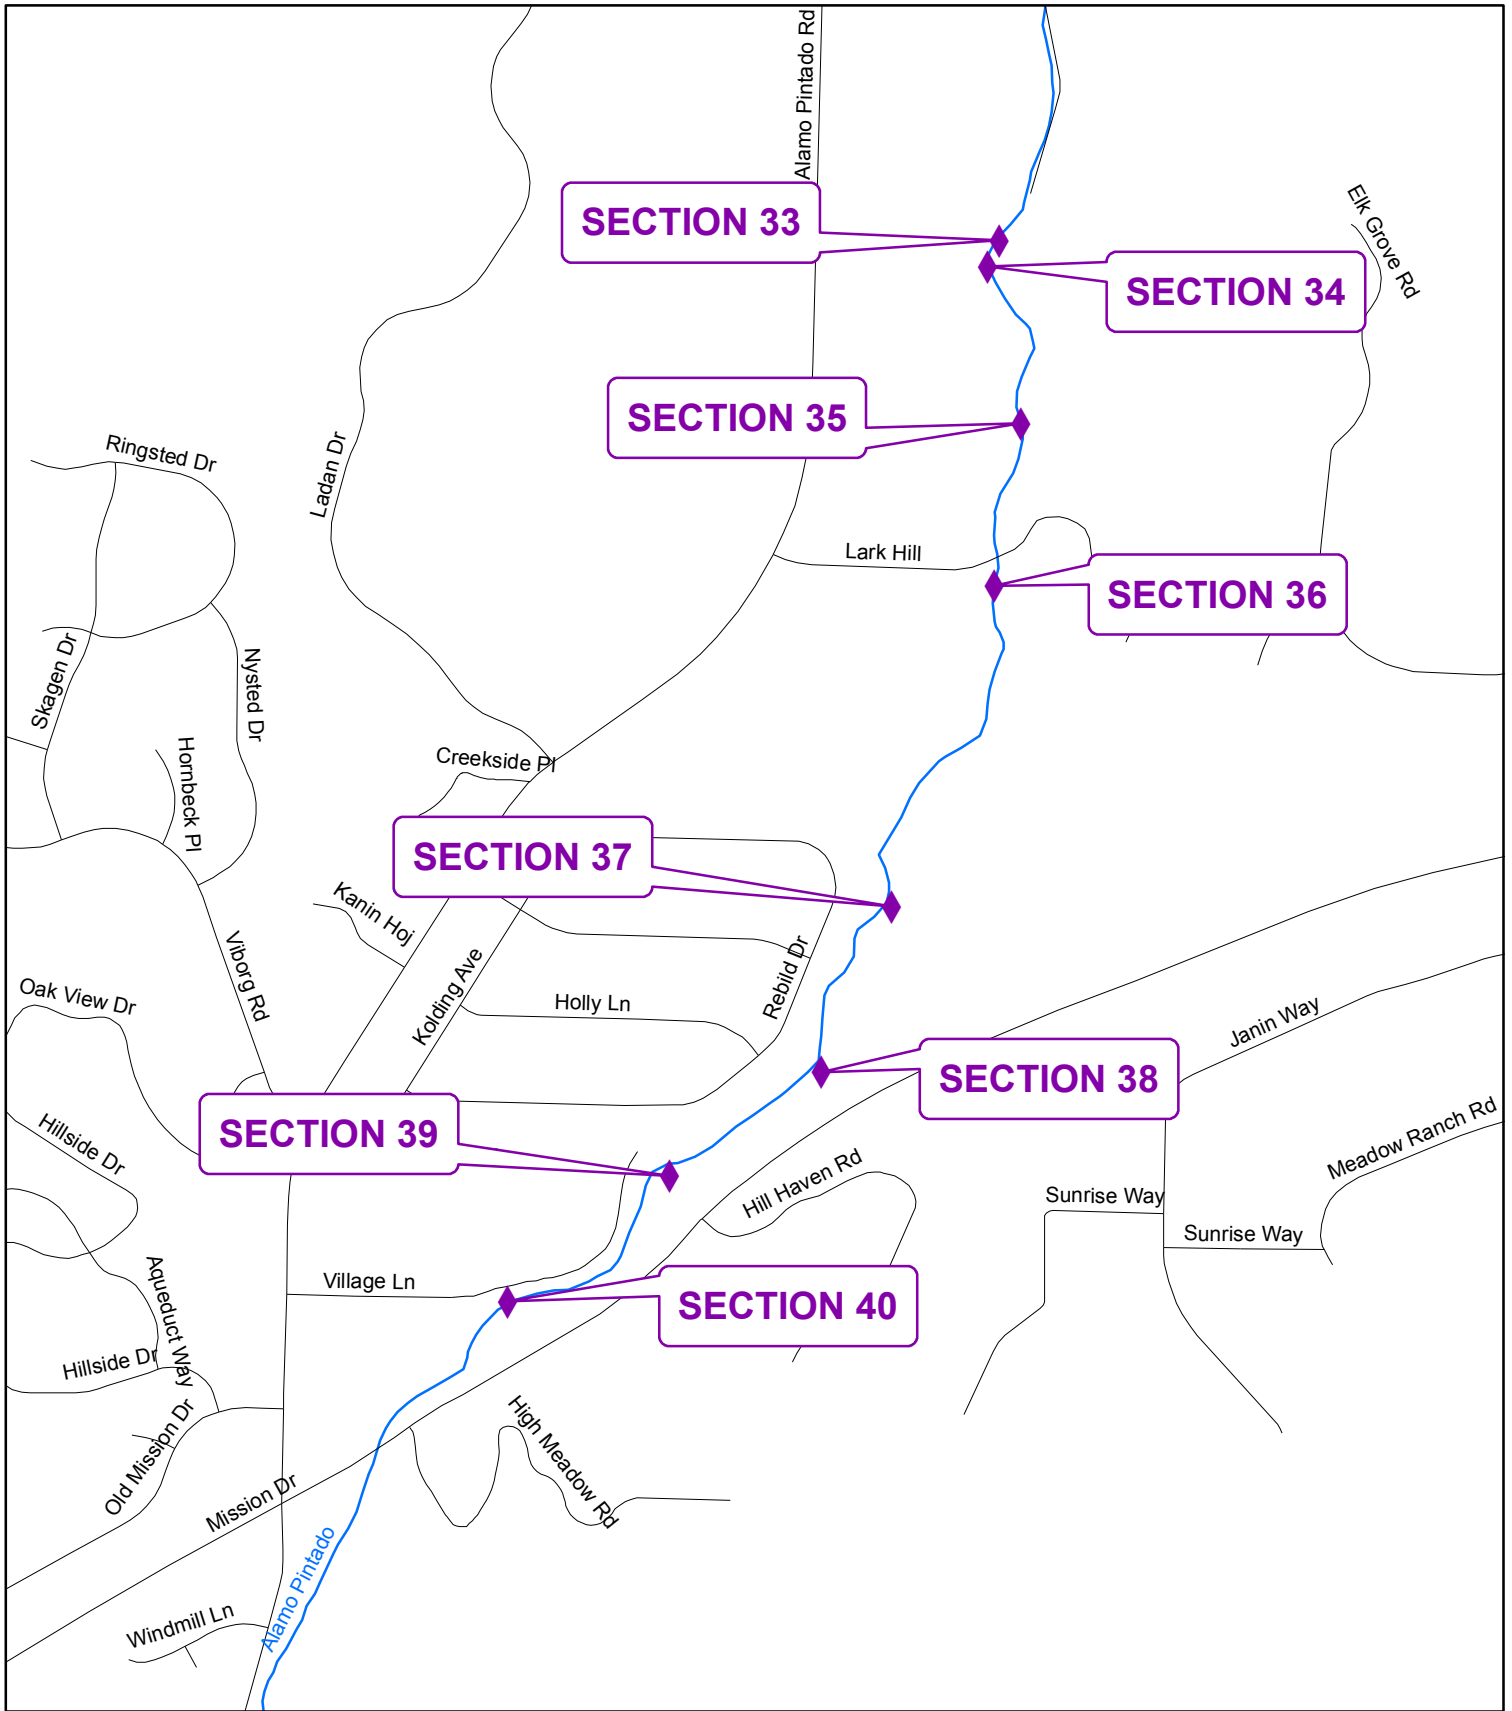 Alamo Pintado Rd
SECTION 33
Elk Grove Rd
SECTION 34
SECTION 35
Ringsted Dr
Ladan Dr
Lark Hill
SECTION 36
Skagen Dr
Nysted Dr
Hornbeck Pl
Creekside Pl
SECTION 37
Kanin Hoj
Viborg Rd
Kolding Ave
Rebild Dr
Oak View Dr
Holly Ln
Janin Way
SECTION 38
SECTION 39
Hillside Dr
Meadow Ranch Rd
Hill Haven Rd
Sunrise Way
Sunrise Way
Aqueduct Way
Village Ln
SECTION 40
Hillside Dr
Old Mission Dr
High Meadow Rd
Mission Dr
Alamo Pintado
Windmill Ln